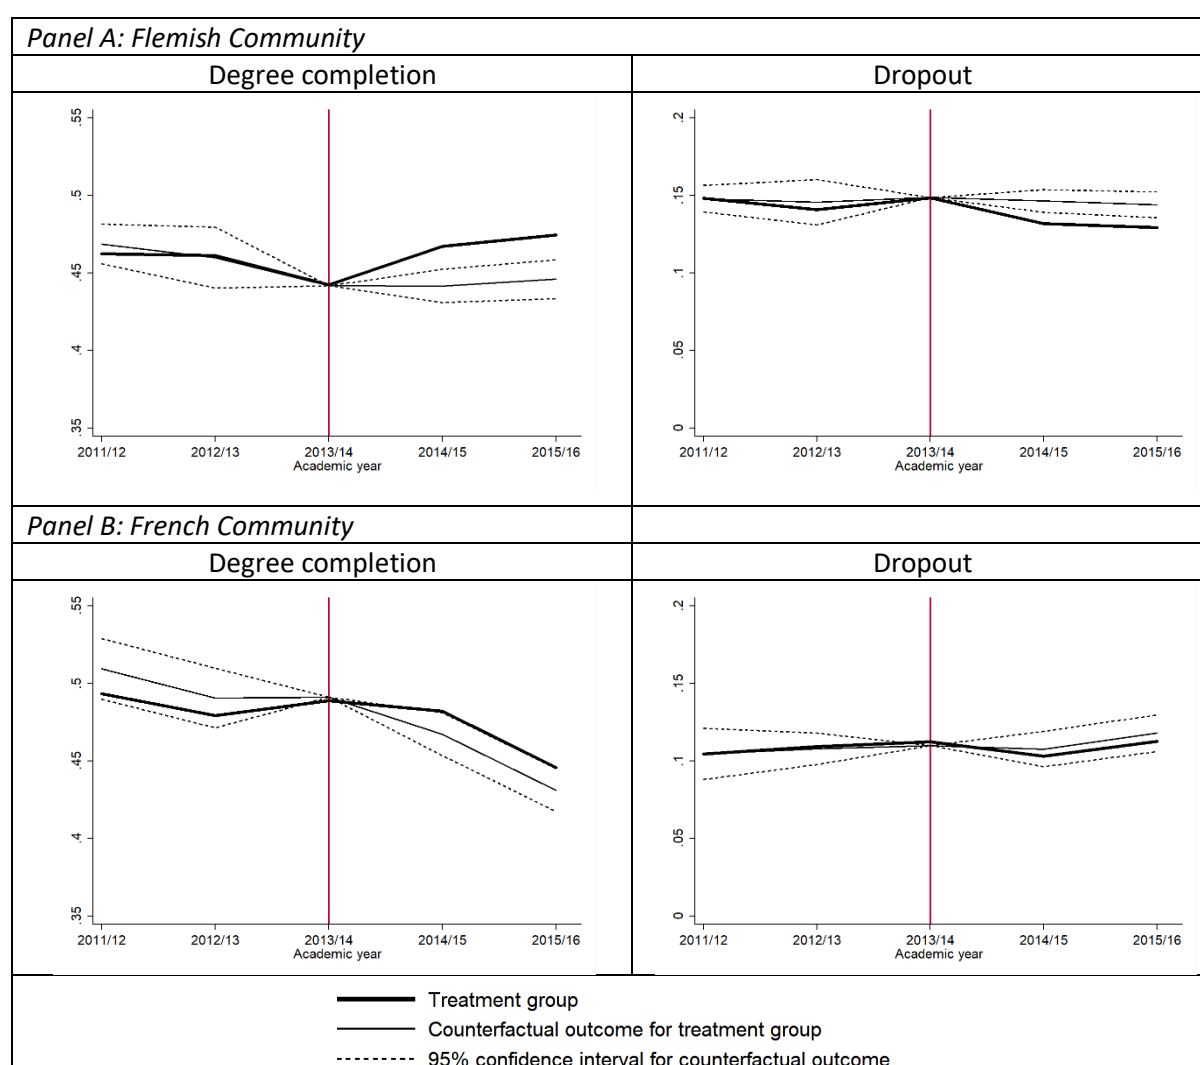 Panel A: Flemish Community
Degree completion
Dropout
.55
.5
.45
.4
.35
2011/12 2012/13 2013/14 2014/15 2015/16
Academic year
.2
.15
.1
.05
0
2011/12 2012/13 2013/14 2014/15 2015/16
Academic year
Panel B: French Community
Degree completion
Dropout
.55
.5
.45
.4
.35
2011/12 2012/13 2013/14 2014/15 2015/16
Academic year
.2
.15
.1
.05
0
2011/12 2012/13 2013/14 2014/15 2015/16
Academic year
Treatment group
Counterfactual outcome for treatment group
95% confidence interval for counterfactual outcome